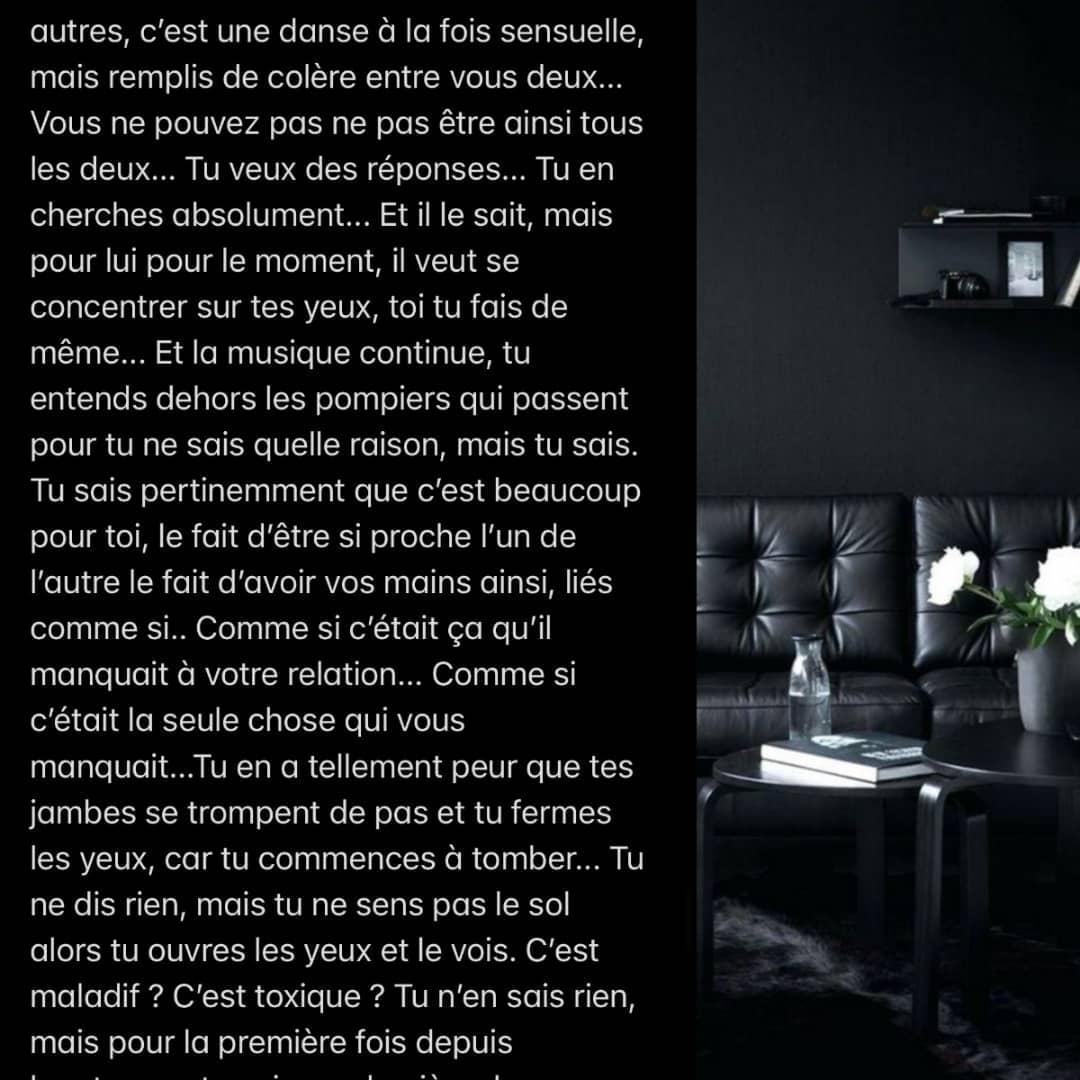 autres, c’est une danse à la fois sensuelle,
mais remplis de colère entre vous deux...
Vous ne pouvez pas ne pas être ainsi tous
les deux... Tu veux des réponses... Tu en
cherches absolument... Et il le sait, mais
pour lui pour le moment, il veut se
concentrer sur tes yeux, toi tu fais de
même... Et la musique continue, tu
entends dehors les pompiers qui passent
pour tu ne sais quelle raison, mais tu sais.
Tu sais pertinemment que c’est beaucoup
pour toi, le fait d’être si proche l’un de
l’autre le fait d’avoir vos mains ainsi, liés
comme si.. Comme si c’était ça qu’il
manquait à votre relation... Comme si
c’était la seule chose qui vous
manquait...Tu en a tellement peur que tes
jambes se trompent de pas et tu fermes
les yeux, car tu commences à tomber... Tu
ne dis rien, mais tu ne sens pas le sol
alors tu ouvres les yeux et le vois. C’est
maladif ? C’est toxique ? Tu n’en sais rien,
mais pour la première fois depuis